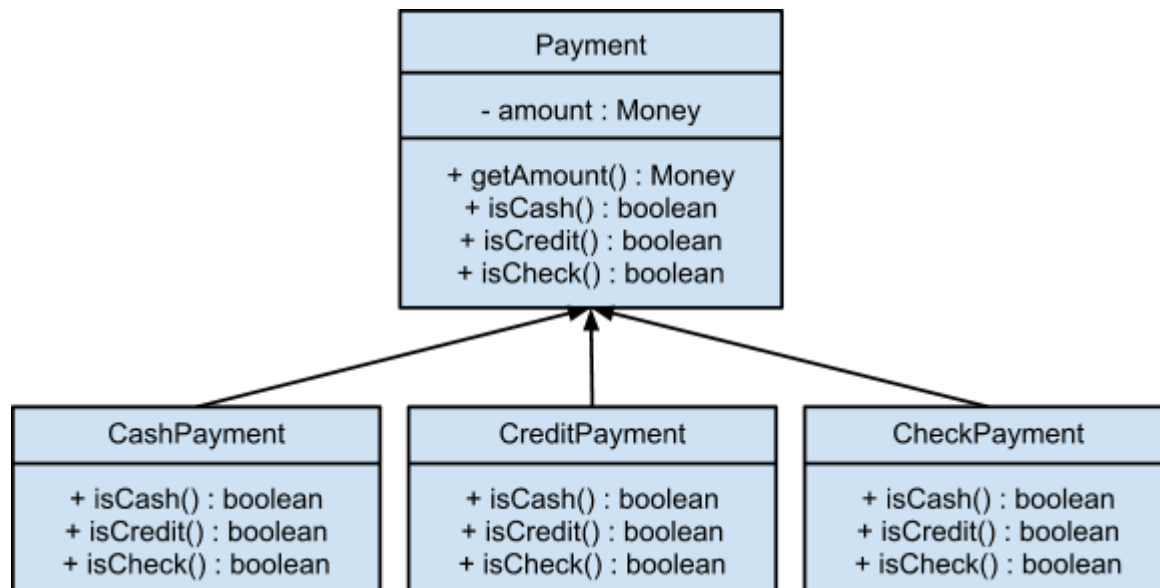 Payment
- amount : Money
+ getAmount() : Money
+ isCash() : boolean
+ isCredit() : boolean
+ isCheck() : boolean
CashPayment
+ isCash() : boolean
+ isCredit() : boolean
+ isCheck() : boolean
CreditPayment
+ isCash() : boolean
+ isCredit() : boolean
+ isCheck() : boolean
CheckPayment
+ isCash() : boolean
+ isCredit() : boolean
+ isCheck() : boolean